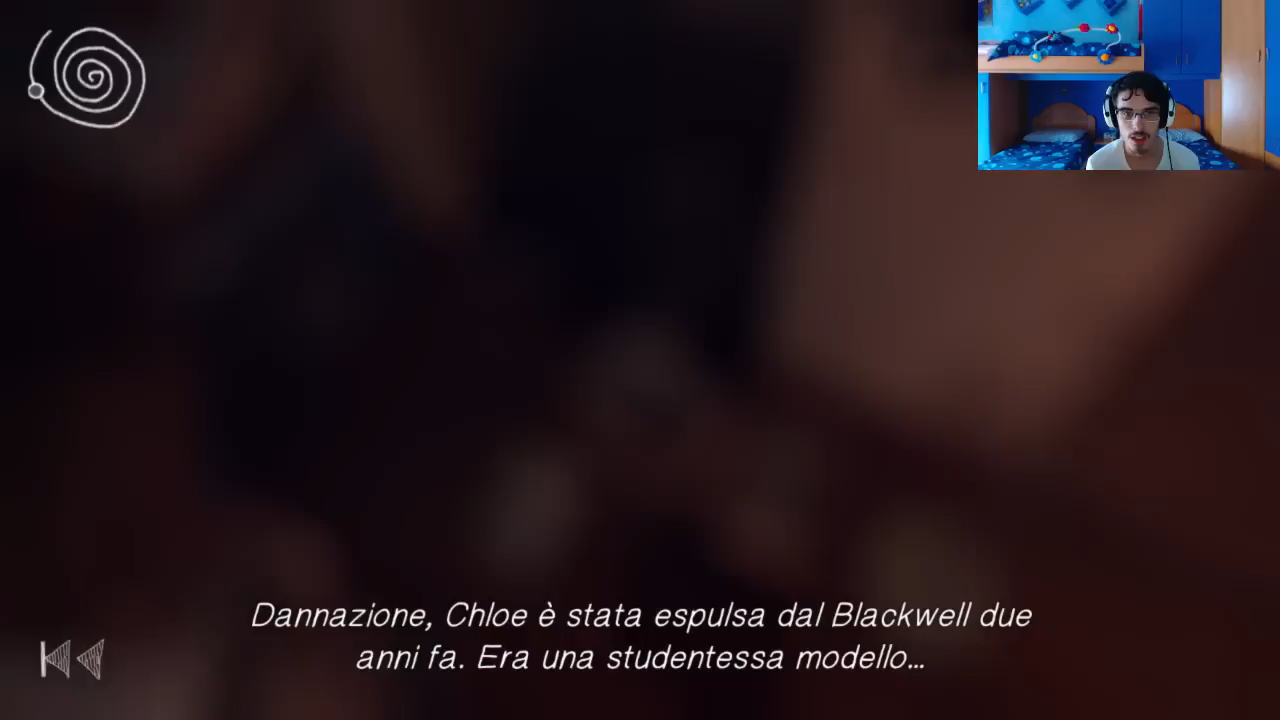 Dannazione, Chloe è stata espulsa dal Blackwell due
anni fa. Era una studentessa modello...